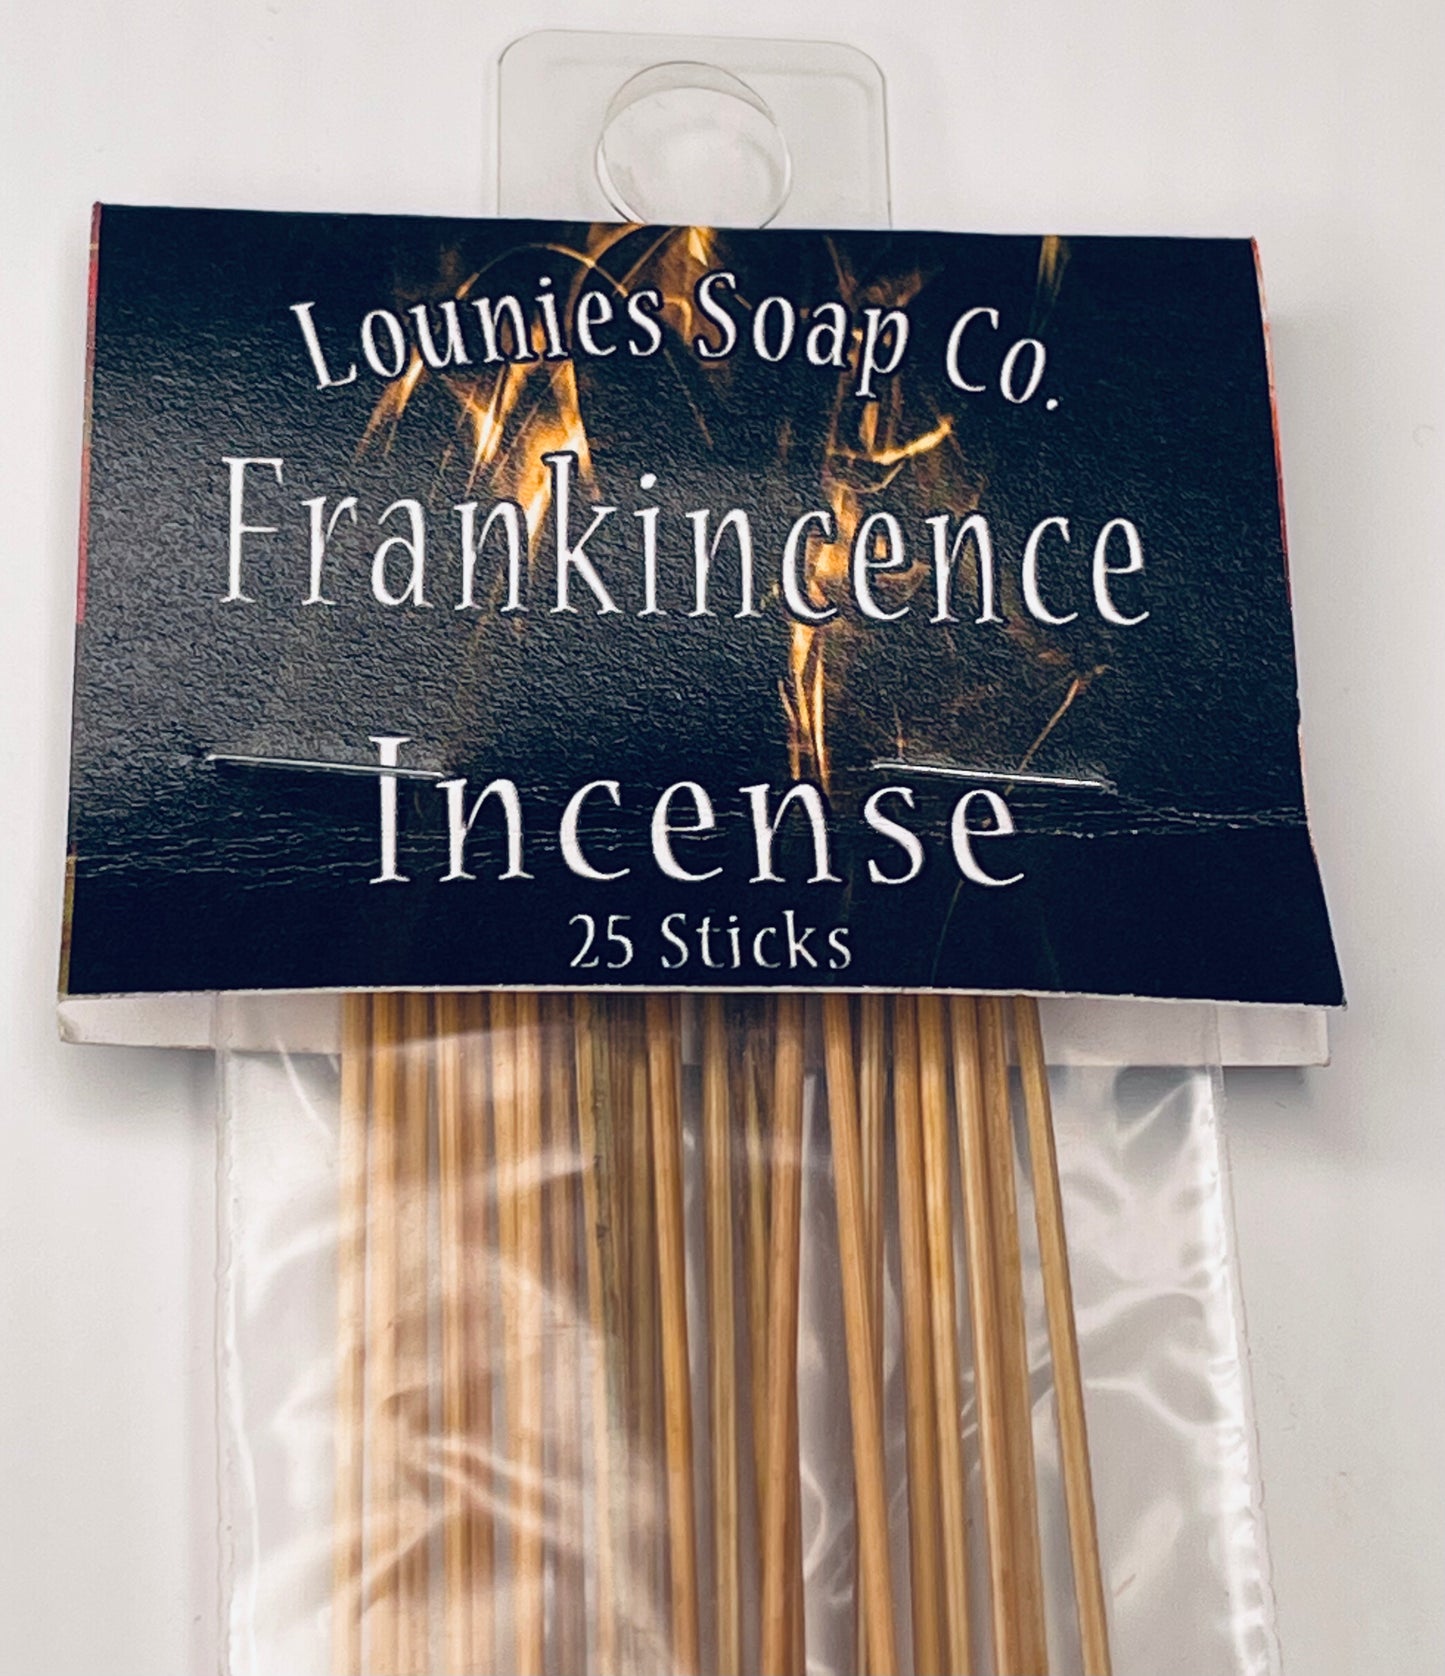 Lounies Soap Co.
Frankincence
Incense
25 Sticks